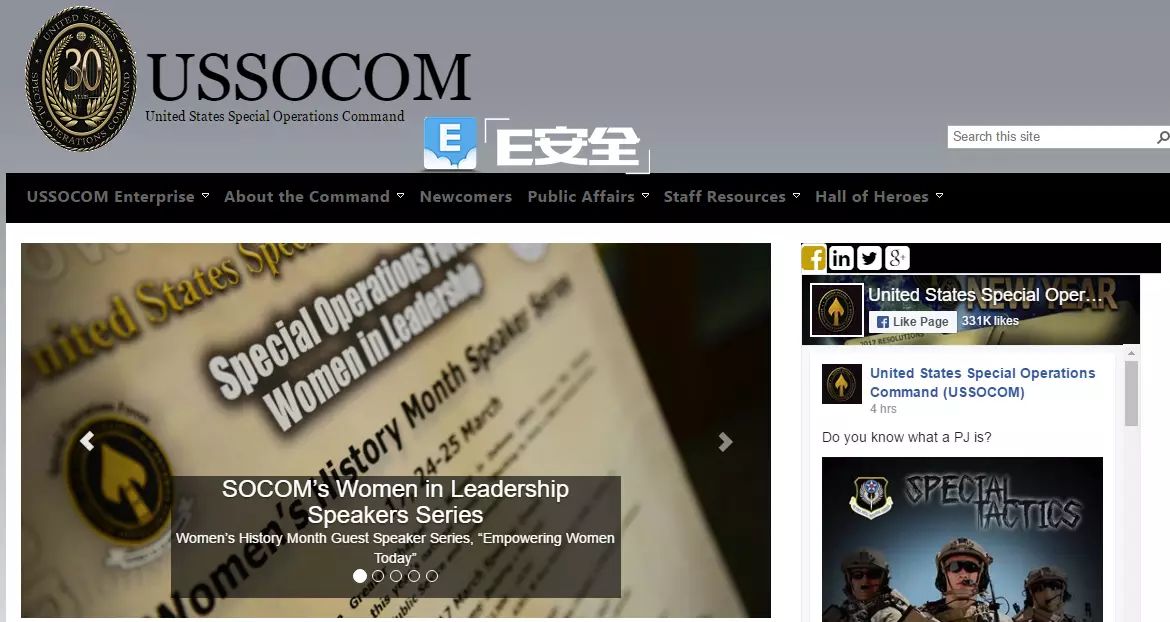 UNITED STATES
SPECIAL OPERATIONS COMMAND
30
YEARS
USSOCOM
United States Special Operations Command
E
E安全
Search this site
USSOCOM Enterprise
About the Command
Newcomers
Public Affairs
Staff Resources
Hall of Heroes
United States Spec
Special Operations
Women in Leadership
Women's History Month Speaker Series
24-25 March
SOCOM's Women in Leadership
Speakers Series
Women's History Month Guest Speaker Series, “Empowering Women
Today”
f
in
8+
NEW YEAR
United States Special Oper...
Like Page
331K likes
2017 RESOLUTIONS
United States Special Operations
Command (USSOCOM)
4 hrs
Do you know what a PJ is?
SPECIAL
TACTICS